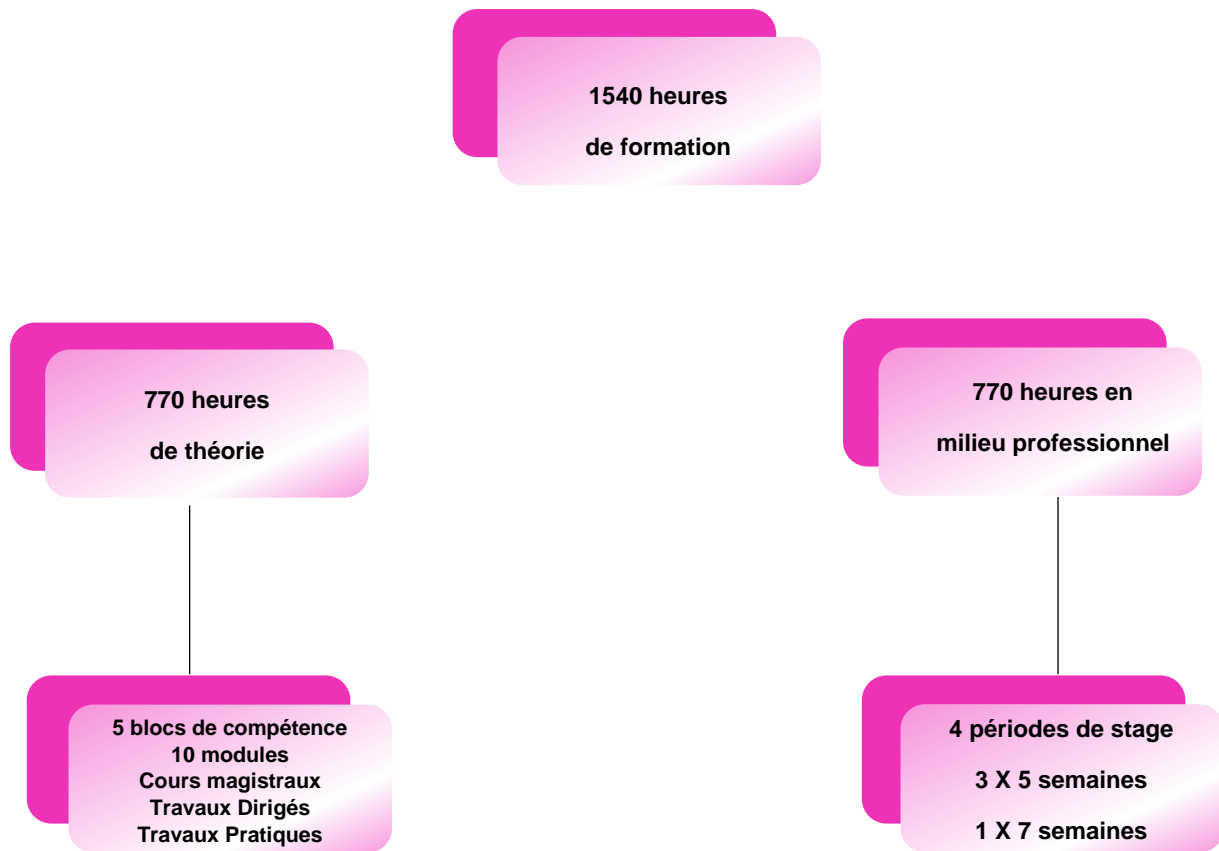 1540 heures
de formation
770 heures
de théorie
770 heures en
milieu professionnel
5 blocs de compétence
10 modules
Cours magistraux
Travaux Dirigés
Travaux Pratiques
4 périodes de stage
3 X 5 semaines
1 X 7 semaines